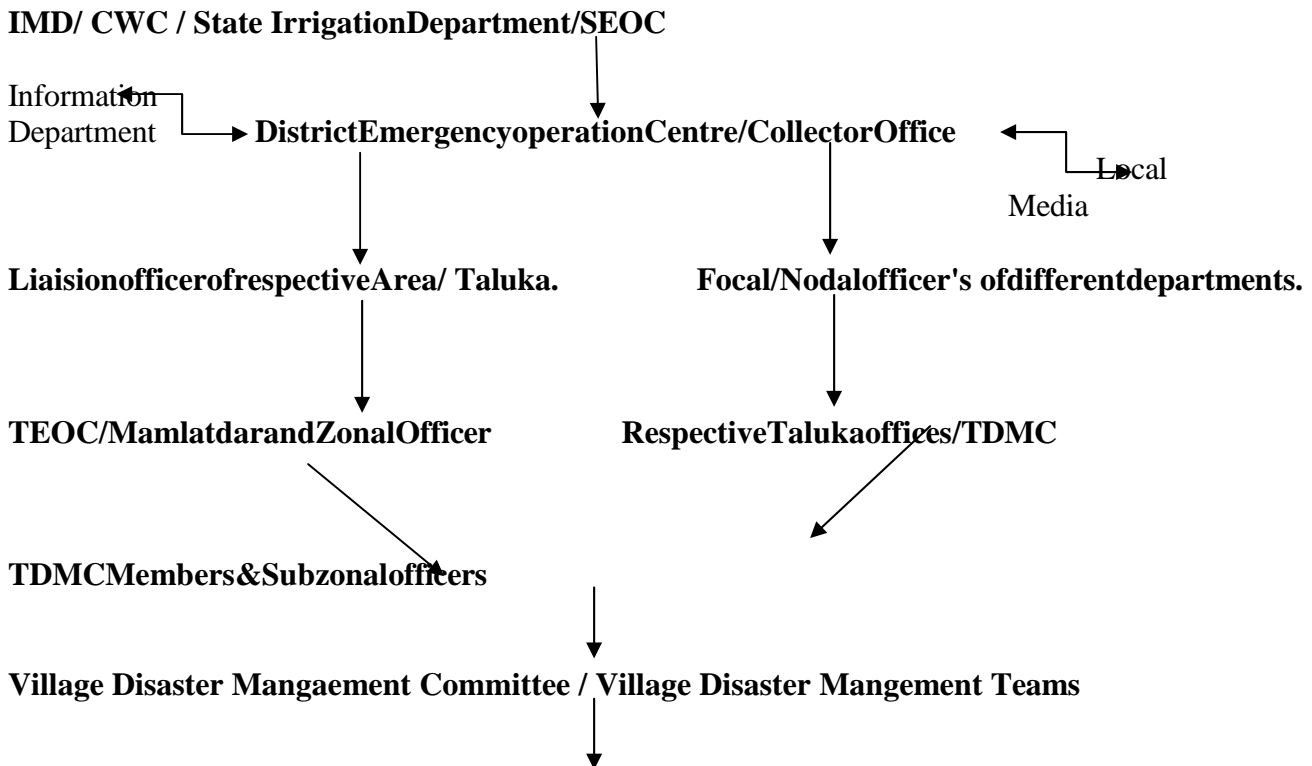 IMD/ CWC / State IrrigationDepartment/SEOC
Information
Department
DistrictEmergencyoperationCentre/CollectorOffice
Local
Media
LiaisionofficerofrespectiveArea/ Taluka.
Focal/Nodalofficer's ofdifferentdepartments.
TEOC/MamlatdarandZonalOfficer
RespectiveTalukaoffices/TDMC
TDMCMembers&Subzonalofficers
Village Disaster Mangaement Committee / Village Disaster Mangement Teams